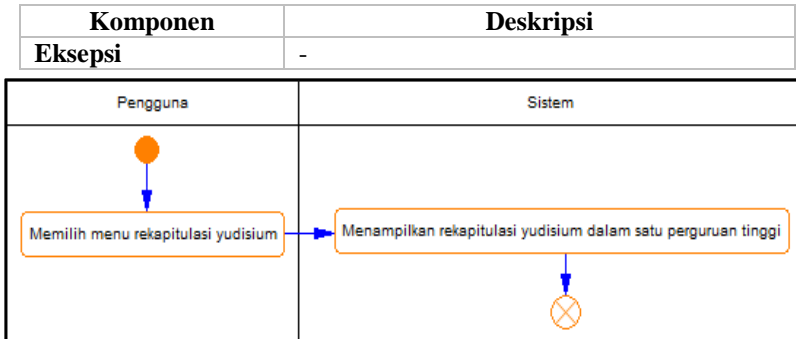 Komponen Deskripsi
Eksepsi -
Pengguna Sistem
Memilih menu rekapitulasi yudisium Menampilkan rekapitulasi yudisium dalam satu perguruan tinggi